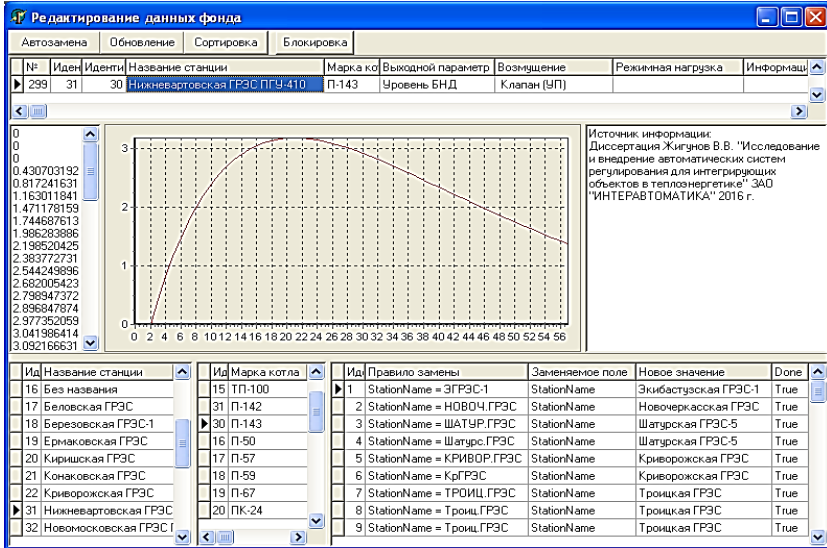 Редактирование данных фонда
Автозамена Обновление Сортировка Блокировка
№ Иден Иденти Название станции Марка ко Выходной параметр Возмущение Режимная нагрузка Информаци
299 31 30 Нижневартовская ГРЭС ПГУ-410 П-143 Уровень БНД Клапан (УП)
0
0
0
0.430703192
0.817241631
1.163011841
1.471178159
1.744687613
1.986283886
2.198520425
2.383772731
2.544249896
2.682005423
2.798947372
2.896847874
2.977352059
3.041986414
3.092166631
3
2
1
0
0 2 4 6 8 10 12 14 16 18 20 22 24 26 28 30 32 34 36 38 40 42 44 46 48 50 52 54 56
Источник информации:
Диссертация Жигунов В.В. "Исследование
и внедрение автоматических систем
регулирования для интегрирующих
объектов в теплоэнергетике" ЗАО
"ИНТЕРАВТОМАТИКА" 2016 г.
Ид Название станции
16 Без названия
17 Беловская ГРЭС
18 Березовская ГРЭС-1
19 Ермаковская ГРЭС
20 Киришская ГРЭС
21 Конаковская ГРЭС
22 Криворожская ГРЭС
31 Нижневартовская ГРЭС
32 Новомосковская ГРЭС Г
Ид Марка котла
15 ТП-100
31 П-142
30 П-143
16 П-50
17 П-57
18 П-59
19 П-67
20 ПК-24
Иде Правило замены Заменяемое поле Новое значение Done
1 StationName = ЭГРЭС-1 StationName Экибастузская ГРЭС-1 True
2 StationName = НОВОЧ.ГРЭС StationName Новочеркасская ГРЭС True
3 StationName = ШАТУР.ГРЭС StationName Шатурская ГРЭС-5 True
4 StationName = Шатурс.ГРЭС StationName Шатурская ГРЭС-5 True
5 StationName = КРИВОР.ГРЭС StationName Криворожская ГРЭС True
6 StationName = КрГРЭС StationName Криворожская ГРЭС True
7 StationName = ТРОИЦ.ГРЭС StationName Троицкая ГРЭС True
8 StationName = Троиц.ГРЭС StationName Троицкая ГРЭС True
9 StationName = Троиц.ГРЭС StationName Троицкая ГРЭС True